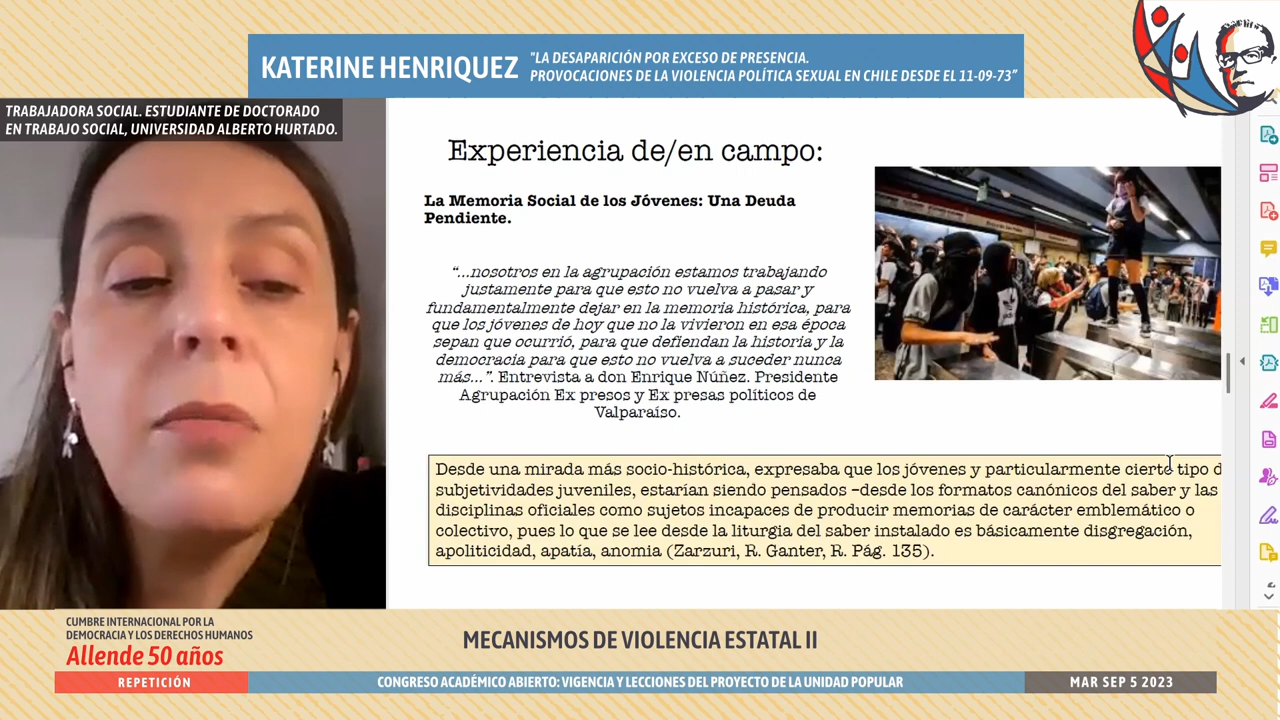 KATERINE HENRIQUEZ
"LA DESAPARICIÓN POR EXCESO DE PRESENCIA.
PROVOCACIONES DE LA VIOLENCIA POLÍTICA SEXUAL EN CHILE DESDE EL 11-09-73"
TRABAJADORA SOCIAL. ESTUDIANTE DE DOCTORADO
EN TRABAJO SOCIAL, UNIVERSIDAD ALBERTO HURTADO.
Experiencia de/en campo:
La Memoria Social de los Jóvenes: Una Deuda
Pendiente.
“...nosotros en la agrupación estamos trabajando
justamente para que esto no vuelva a pasar y
fundamentalmente dejar en la memoria histórica, para
que los jóvenes de hoy que no la vivieron en esa época
sepan que ocurrió, para que defiendan la historia y la
democracia para que esto no vuelva a suceder nunca
más...”. Entrevista a don Enrique Núñez. Presidente
Agrupación Ex presos y Ex presas políticos de
Valparaíso.
Desde una mirada más socio-histórica, expresaba que los jóvenes y particularmente cierto tipo d
subjetividades juveniles, estarían siendo pensados –desde los formatos canónicos del saber y las
disciplinas oficiales como sujetos incapaces de producir memorias de carácter emblemático o
colectivo, pues lo que se lee desde la liturgia del saber instalado es básicamente disgregación,
apoliticidad, apatía, anomia (Zarzuri, R. Ganter, R. Pág. 135).
CUMBRE INTERNACIONAL POR LA
DEMOCRACIA Y LOS DERECHOS HUMANOS
Allende 50 años
MECANISMOS DE VIOLENCIA ESTATAL II
REPETICIÓN
CONGRESO ACADÉMICO ABIERTO: VIGENCIA Y LECCIONES DEL PROYECTO DE LA UNIDAD POPULAR
MAR SEP 5 2023